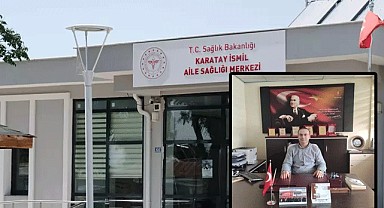 T.C. Sağlık Bakanlığı
KARATAY İSMİL
AİLE SAĞLIĞI MERKEZİ